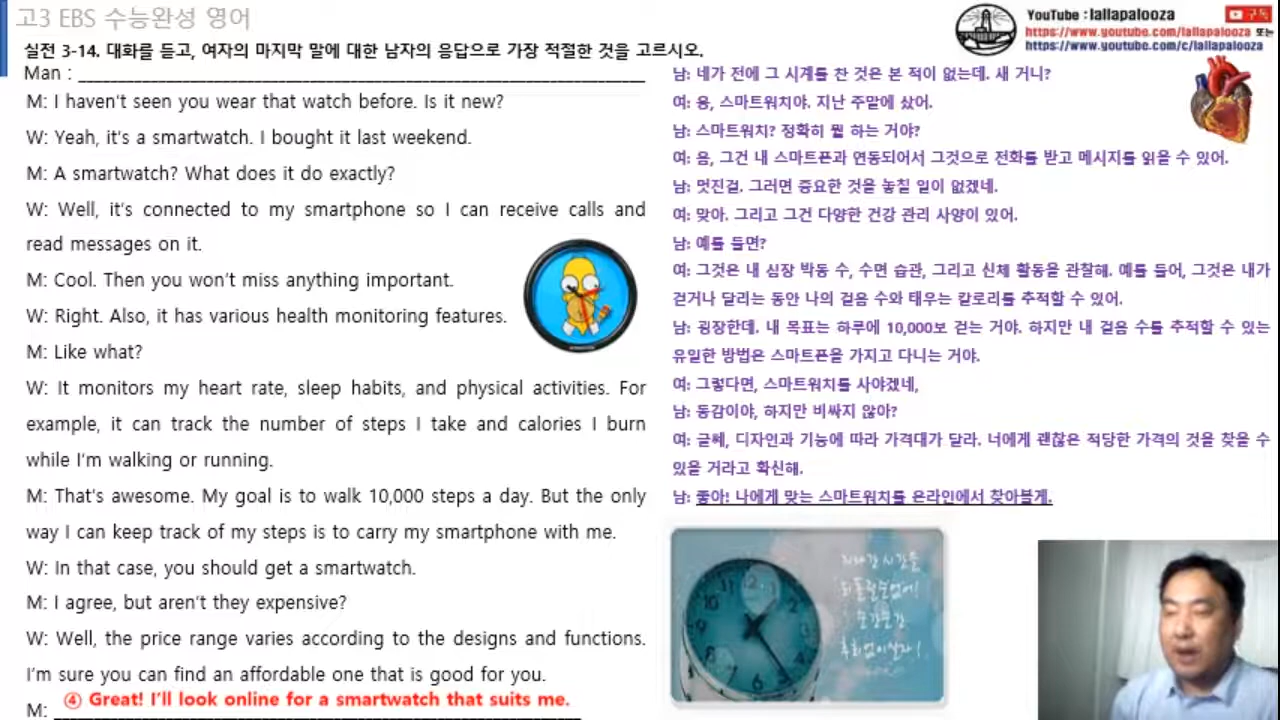 고3 EBS 수능완성 영어
YouTube : lallapalooza
구독
https://www.youtube.com/lallapalooza 또는
https://www.youtube.com/c/lallapalooza
실전 3-14. 대화를 듣고, 여자의 마지막 말에 대한 남자의 응답으로 가장 적절한 것을 고르시오.
Man :
M: I haven't seen you wear that watch before. Is it new?
W: Yeah, it's a smartwatch. I bought it last weekend.
M: A smartwatch? What does it do exactly?
W: Well, it's connected to my smartphone so I can receive calls and
read messages on it.
M: Cool. Then you won't miss anything important.
W: Right. Also, it has various health monitoring features.
M: Like what?
W: It monitors my heart rate, sleep habits, and physical activities. For
example, it can track the number of steps I take and calories I burn
while I'm walking or running.
M: That's awesome. My goal is to walk 10,000 steps a day. But the only
way I can keep track of my steps is to carry my smartphone with me.
W: In that case, you should get a smartwatch.
M: I agree, but aren't they expensive?
W: Well, the price range varies according to the designs and functions.
I'm sure you can find an affordable one that is good for you.
④ Great! I'll look online for a smartwatch that suits me.
M:
남: 네가 전에 그 시계를 찬 것은 본 적이 없는데. 새 거니?
여: 응, 스마트워치야. 지난 주말에 샀어.
남: 스마트워치? 정확히 뭘 하는 거야?
여: 음, 그건 내 스마트폰과 연동되어서 그것으로 전화를 받고 메시지를 읽을 수 있어.
남: 멋진걸. 그러면 중요한 것을 놓칠 일이 없겠네.
여: 맞아. 그리고 그건 다양한 건강 관리 사양이 있어.
남: 예를 들면?
여: 그것은 내 심장 박동 수, 수면 습관, 그리고 신체 활동을 관찰해. 예를 들어, 그것은 내가
걷거나 달리는 동안 나의 걸음 수와 태우는 칼로리를 추적할 수 있어.
남: 굉장한데. 내 목표는 하루에 10,000보 걷는 거야. 하지만 내 걸음 수를 추적할 수 있는
유일한 방법은 스마트폰을 가지고 다니는 거야.
여: 그렇다면, 스마트워치를 사야겠네,
남: 동감이야, 하지만 비싸지 않아?
여: 글쎄, 디자인과 기능에 따라 가격대가 달라. 너에게 괜찮은 적당한 가격의 것을 찾을 수
있을 거라고 확신해.
남: 좋아! 나에게 맞는 스마트워치를 온라인에서 찾아볼게.
지나간 시간을
되돌릴순없어!
순간순간
후회없이살자!